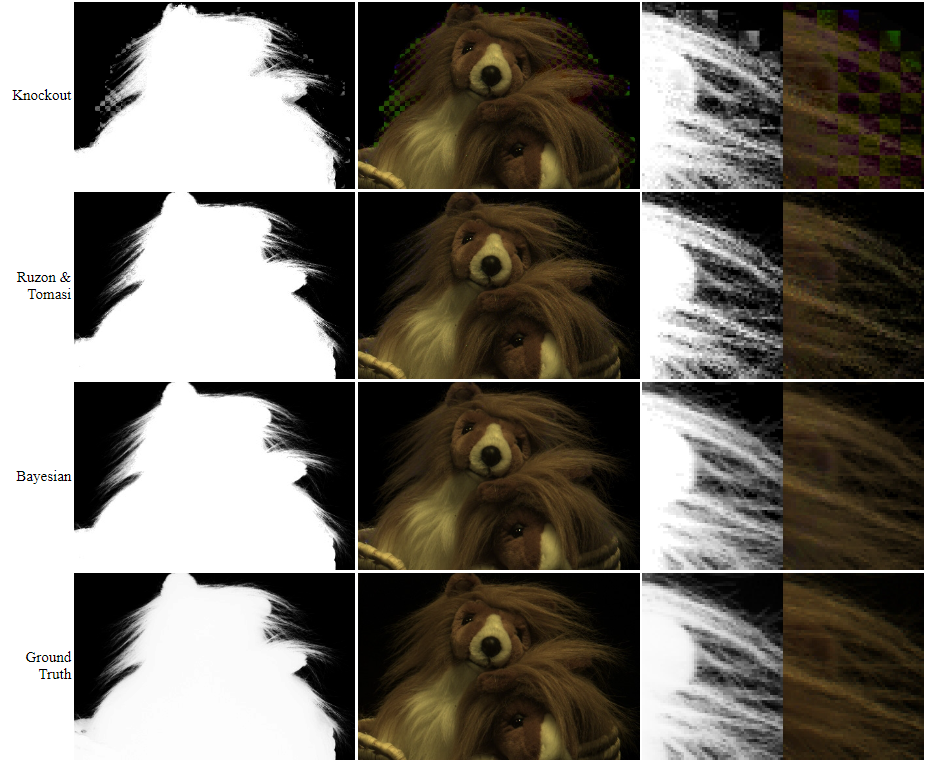 Knockout
Ruzon &
Tomasi
Bayesian
Ground
Truth